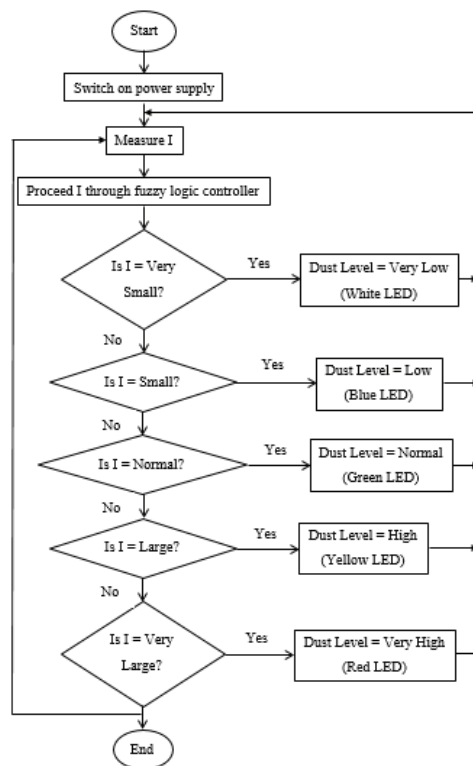 Start
Switch on power supply
Measure I
Proceed I through fuzzy logic controller
Is I = Very
Small?
Yes
Dust Level = Very Low
(White LED)
No
Is I = Small?
Yes
Dust Level = Low
(Blue LED)
No
Is I = Normal?
Yes
Dust Level = Normal
(Green LED)
No
Is I = Large?
Yes
Dust Level = High
(Yellow LED)
No
Is I = Very
Large?
Yes
Dust Level = Very High
(Red LED)
End